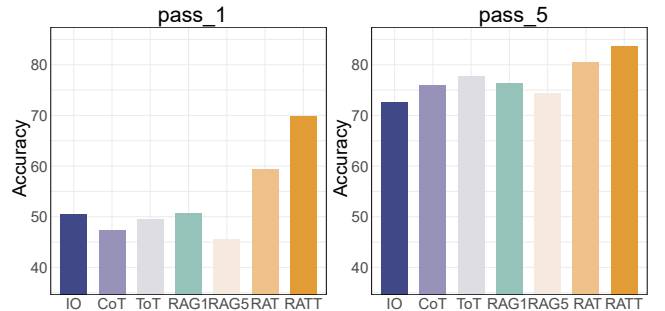 pass_1
pass_5
Accuracy
80
70
60
50
40
IO CoT ToT RAG1 RAG5 RAT RATT
Accuracy
80
70
60
50
40
IO CoT ToT RAG1 RAG5 RAT RATT